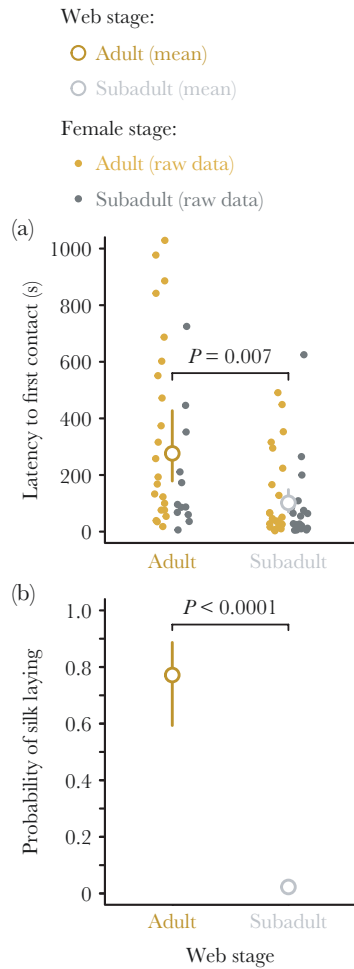 Web stage:
Adult (mean)
Subadult (mean)
Female stage:
Adult (raw data)
Subadult (raw data)
(a)
1000
800
600
400
200
0
Latency to first contact (s)
P = 0.007
Adult
Subadult
(b)
1.0
0.8
0.6
0.4
0.2
0
Probability of silk laying
P < 0.0001
Adult
Subadult
Web stage